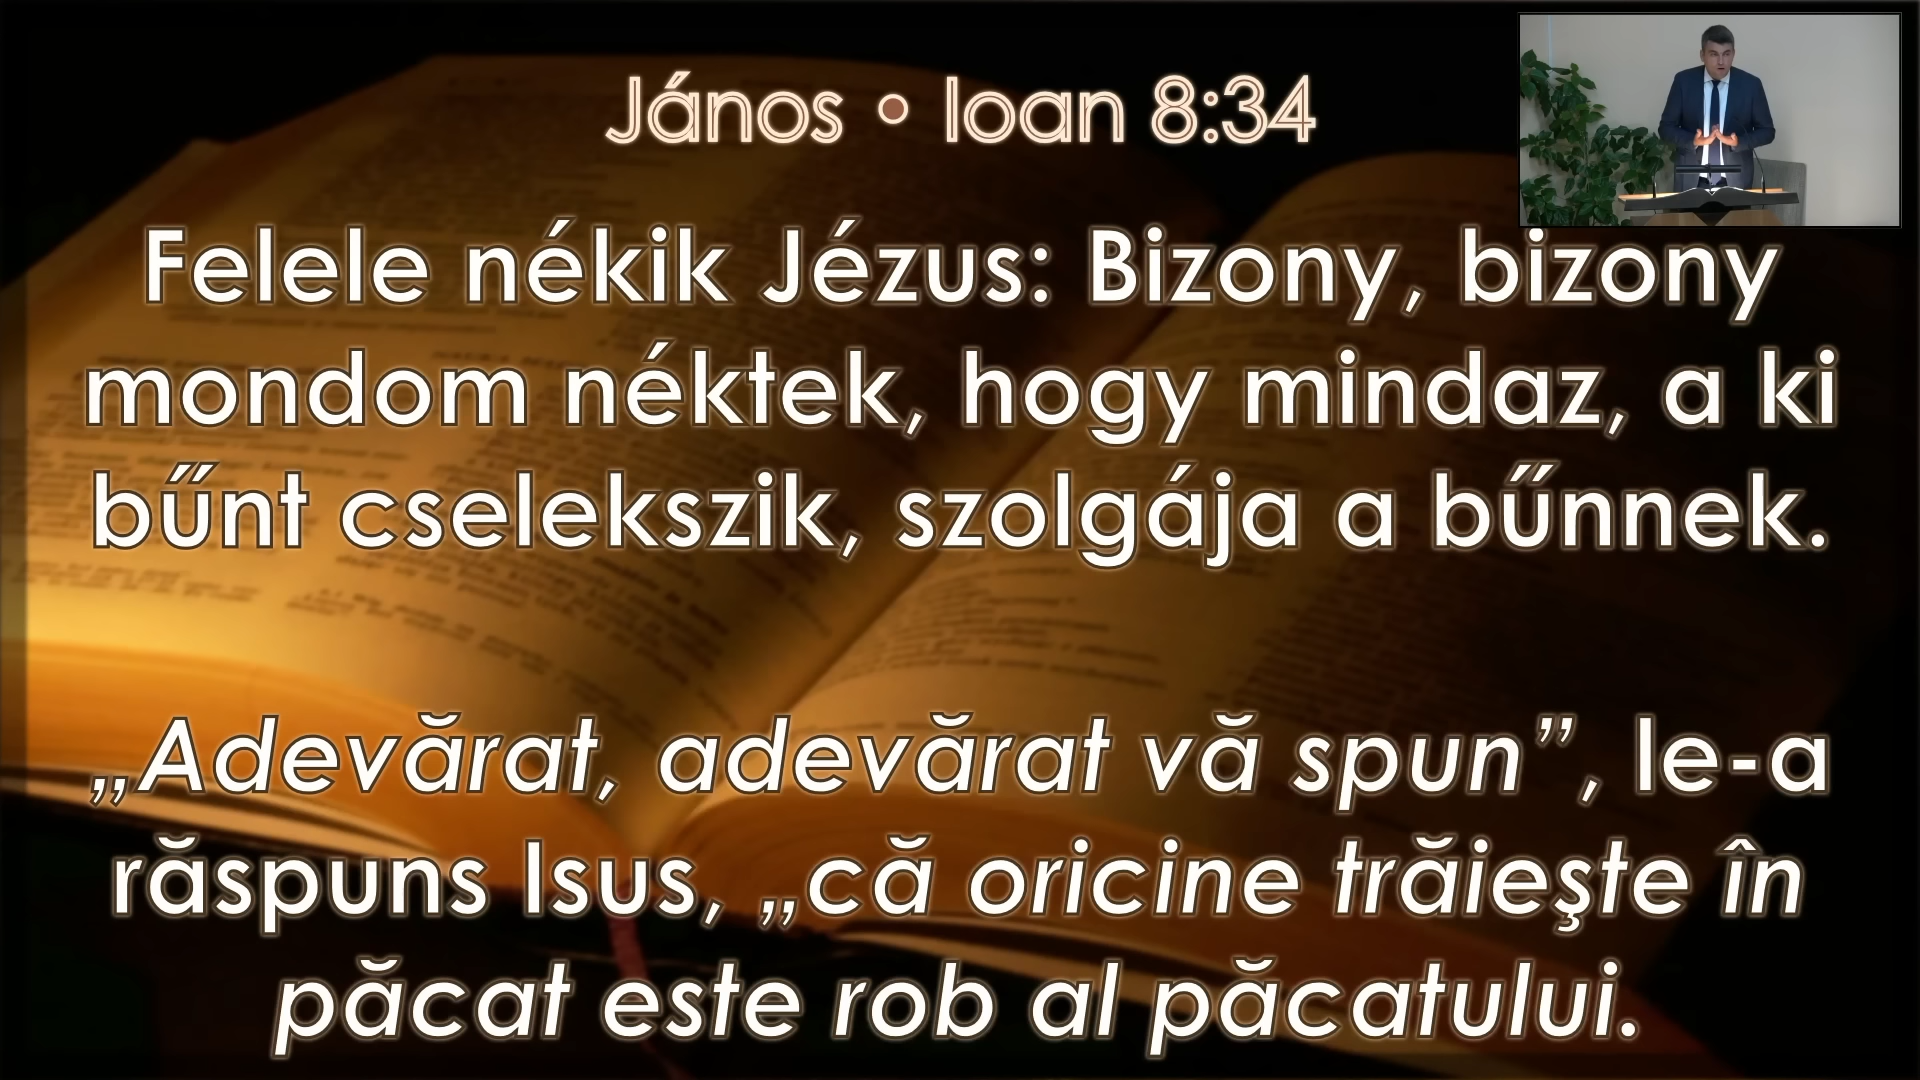 János • Ioan 8:34
Felele nékik Jézus: Bizony, bizony
mondom néktek, hogy mindaz, a ki
bűnt cselekszik, szolgája a bűnnek.
„Adevărat, adevărat vă spun”, le-a
răspuns Isus, „că oricine trăieşte în
păcat este rob al păcatului.